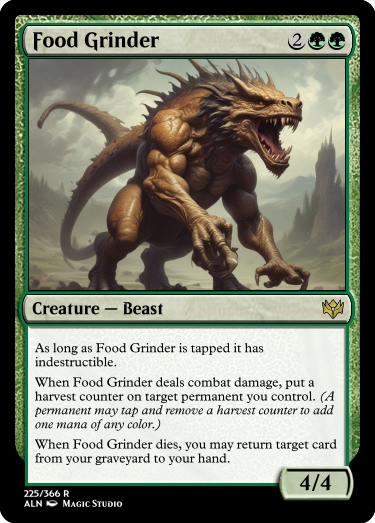 Food Grinder 2
Creature — Beast
As long as Food Grinder is tapped it has
indestructible.
When Food Grinder deals combat damage, put a
harvest counter on target permanent you control. (A
permanent may tap and remove a harvest counter to add
one mana of any color.)
When Food Grinder dies, you may return target card
from your graveyard to your hand.
4/4
225/366 R
ALN Magic Studio